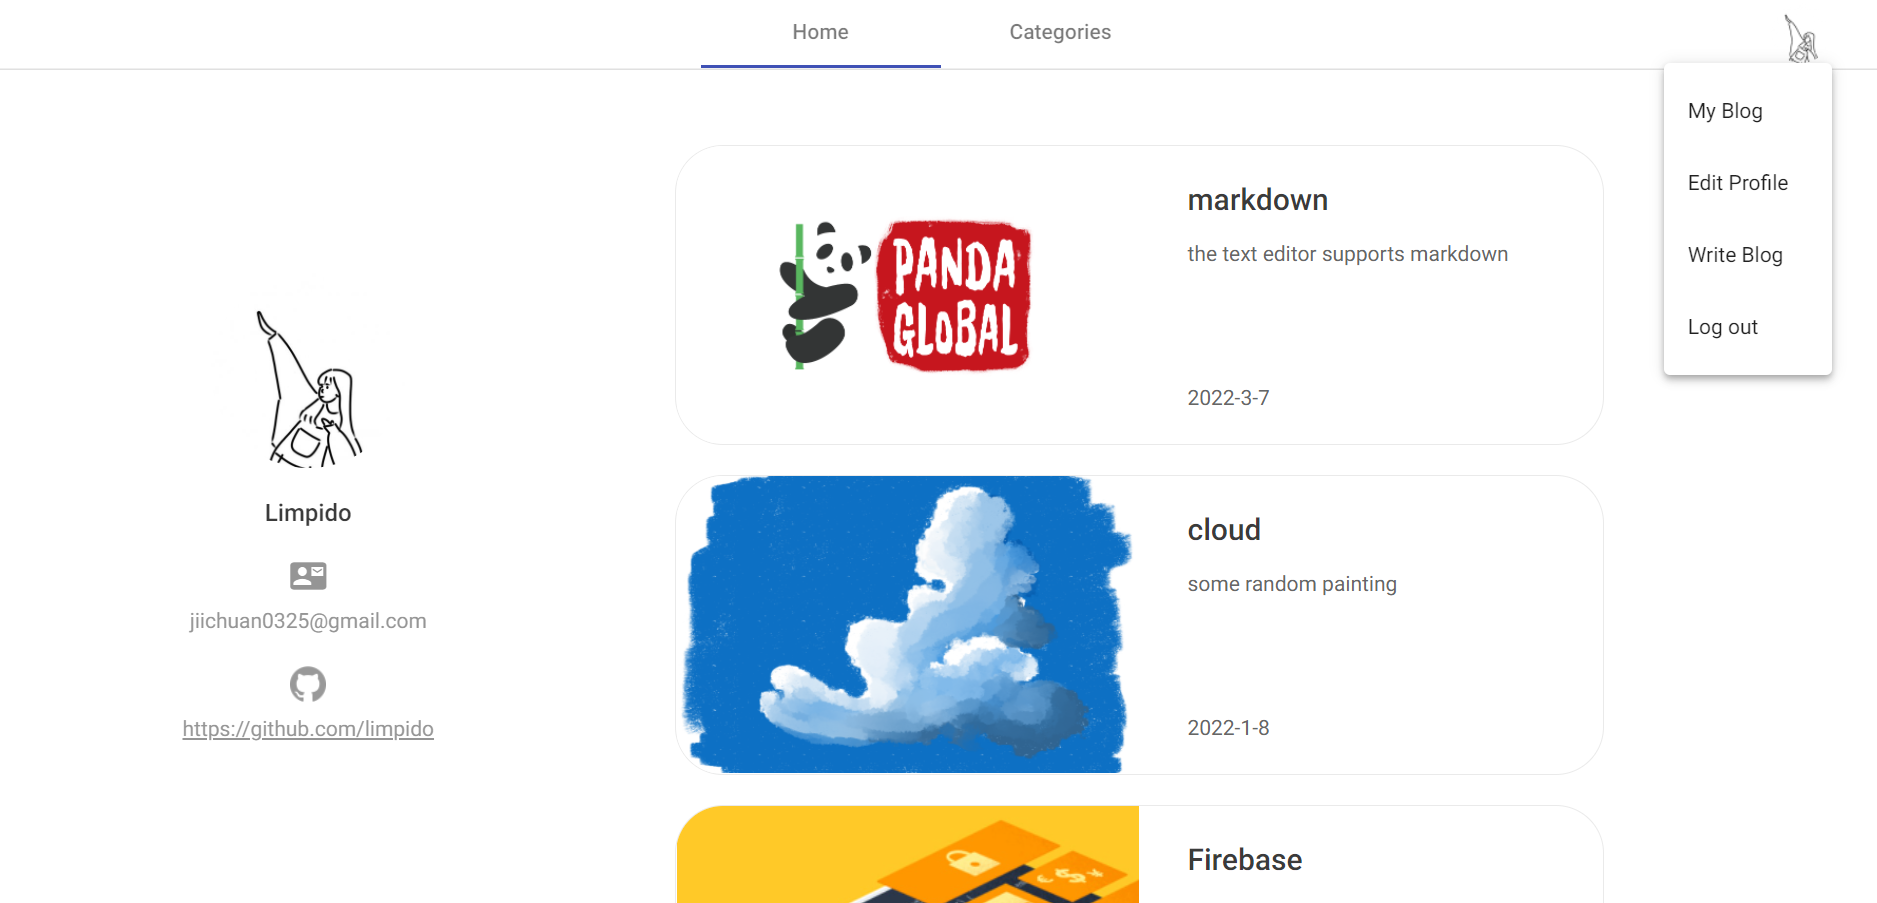 Home
Categories
My Blog
Edit Profile
Write Blog
Log out
Limpido
jiichuan0325@gmail.com
https://github.com/limpido
PANDA
GLOBAL
markdown
the text editor supports markdown
2022-3-7
cloud
some random painting
2022-1-8
€ $ ¥
Firebase